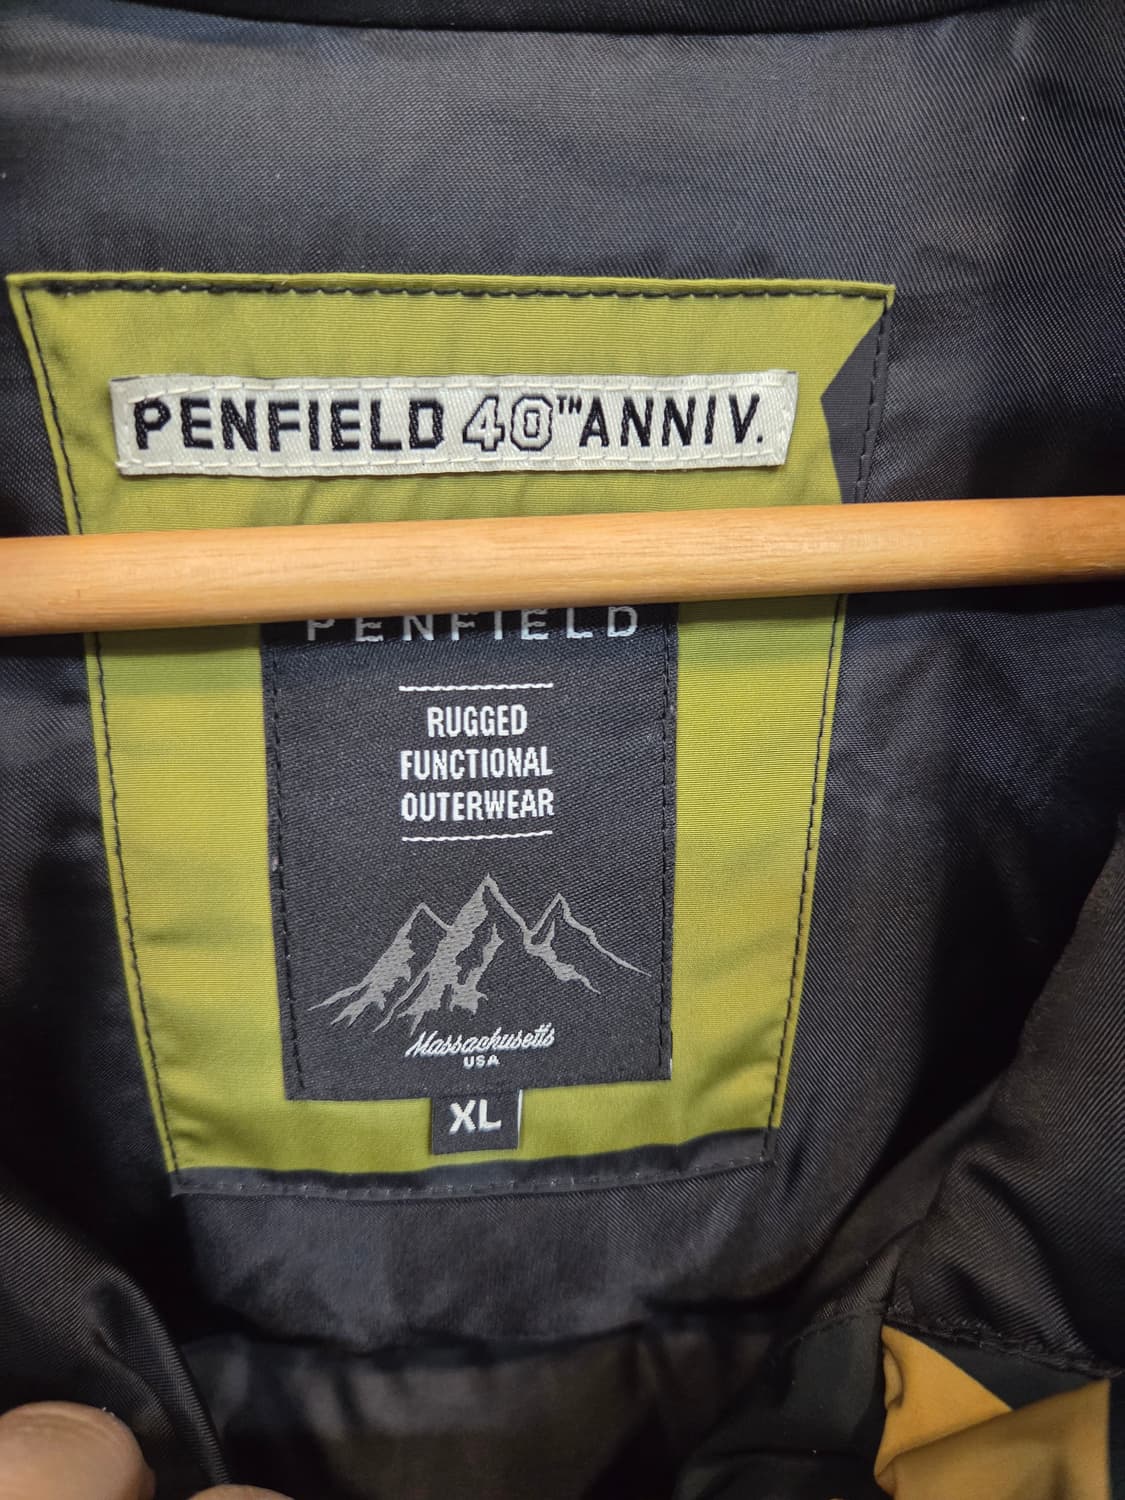 PENFIELD 40TH ANNIV.
PENFIELD
RUGGED
FUNCTIONAL
OUTERWEAR
Massachusetts
USA
XL